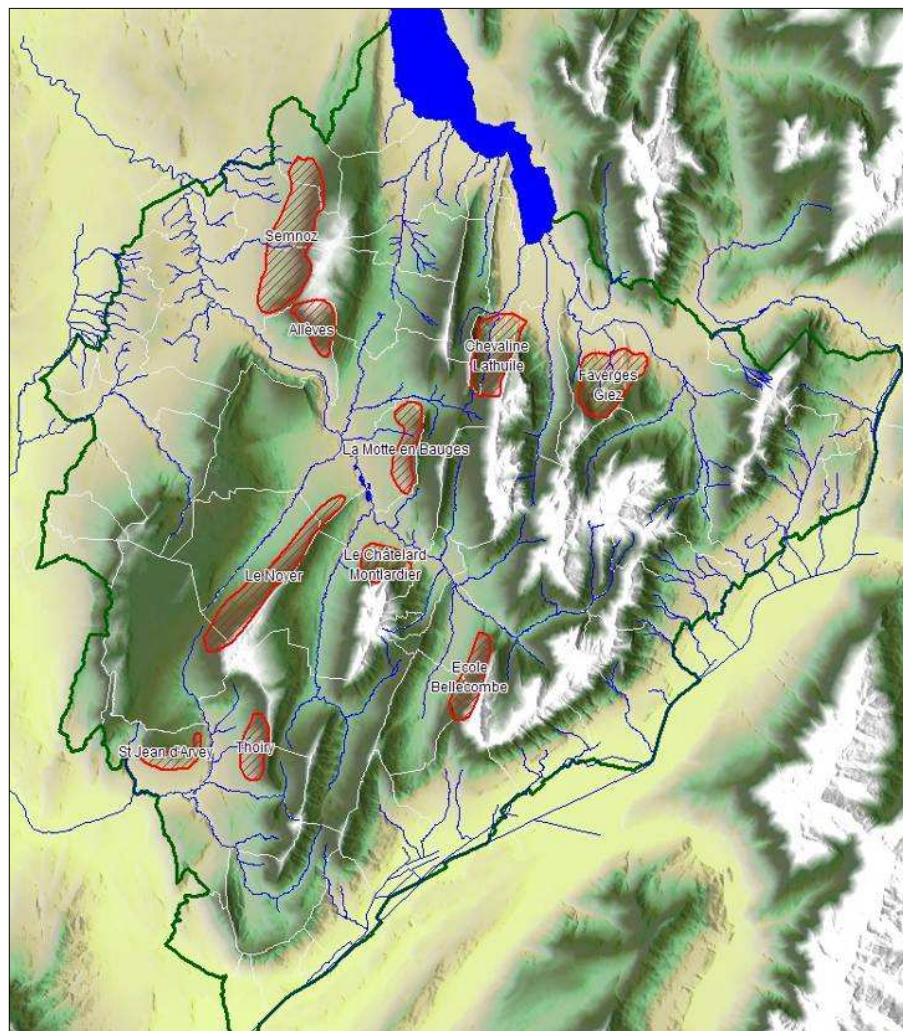 Semnoz
Allèves
Chevaline
Lathuile
Faverges
Giez
La Motte en Bauges
Le Châtelard-
Montlardier
Le Noyer
Ecole
Bellecombe
St Jean d'Arvey
Thoiry